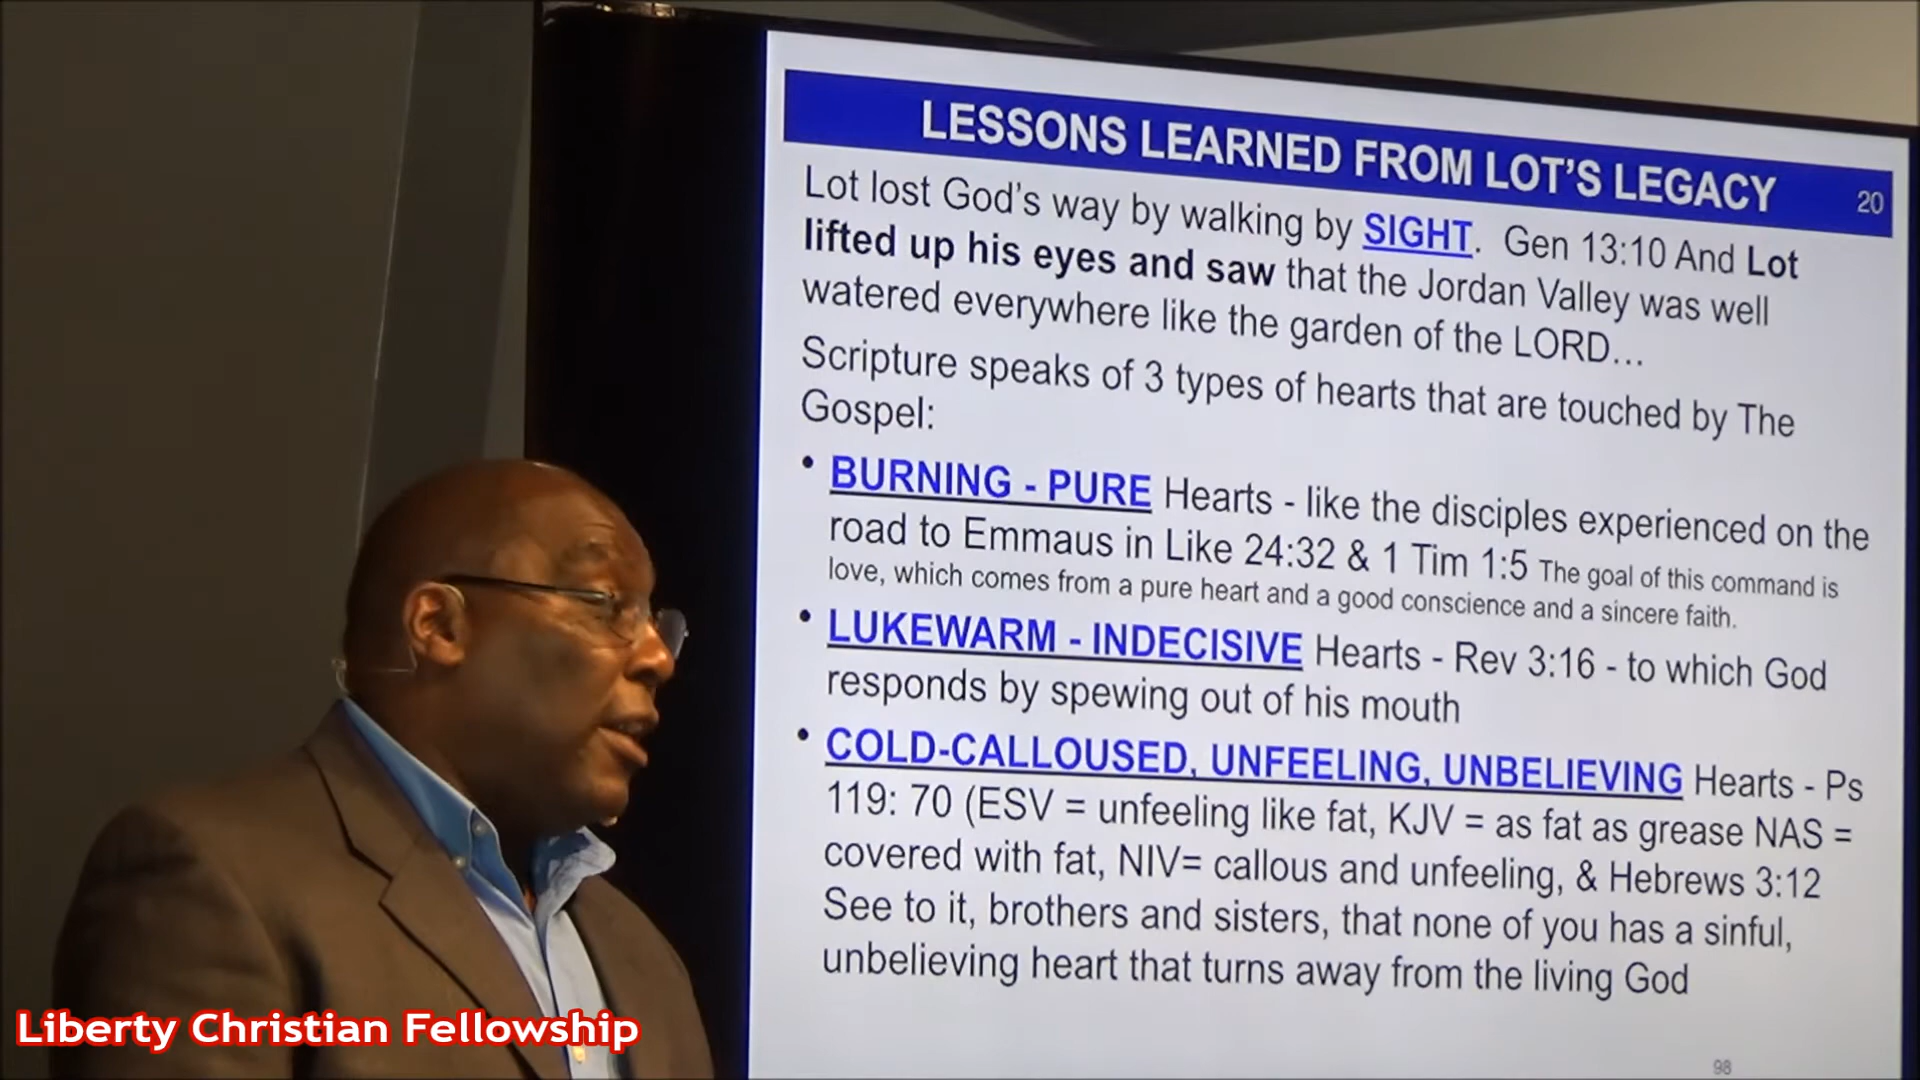 LESSONS LEARNED FROM LOT'S LEGACY 20
Lot lost God's way by walking by SIGHT. Gen 13:10 And Lot
lifted up his eyes and saw that the Jordan Valley was well
watered everywhere like the garden of the LORD...
Scripture speaks of 3 types of hearts that are touched by The
Gospel:
• BURNING - PURE Hearts - like the disciples experienced on the
road to Emmaus in Like 24:32 & 1 Tim 1:5 The goal of this command is
love, which comes from a pure heart and a good conscience and a sincere faith.
• LUKEWARM - INDECISIVE Hearts - Rev 3:16 - to which God
responds by spewing out of his mouth
• COLD-CALLOUSED, UNFEELING, UNBELIEVING Hearts - Ps
119: 70 (ESV = unfeeling like fat, KJV = as fat as grease NAS =
covered with fat, NIV= callous and unfeeling, & Hebrews 3:12
See to it, brothers and sisters, that none of you has a sinful,
unbelieving heart that turns away from the living God
98
Liberty Christian Fellowship